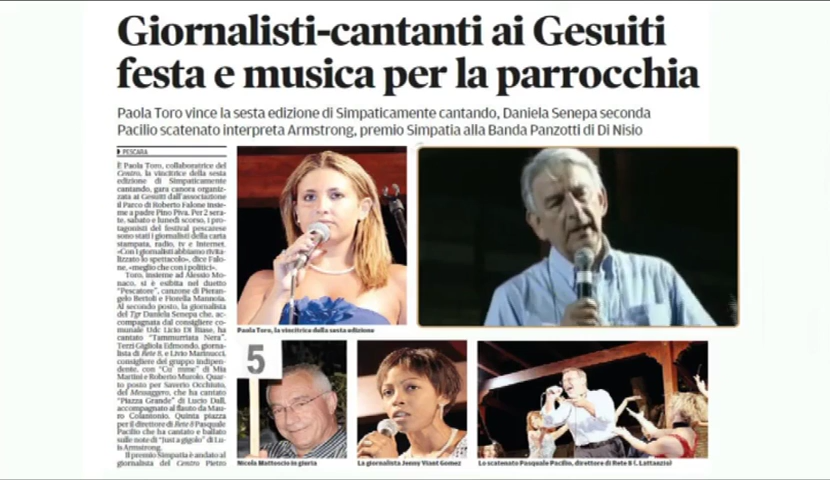 Giornalisti-cantanti ai Gesuiti
festa e musica per la parrocchia
Paola Toro vince la sesta edizione di Simpaticamente cantando, Daniela Senepa seconda
Pacilio scatenato interpreta Armstrong, premio Simpatia alla Banda Panzotti di Di Nisio
PESCARA
È Paola Toro, collaboratrice del
Centro, la vincitrice della sesta
edizione di Simpaticamente
cantando, gara canora organiz-
ata ai Gesuiti dall'associazione
il Parco di Roberto Falone insie-
me a padre Pino Piva. Per 2 sera-
te, sabato e lunedì scorso, i pro-
tagonisti del festival pescarese
sono stati i giornalisti della carta
stampata, radio, tv e Internet.
«Con i giornalisti abbiamo rivita-
lizzato lo spettacolo», dice Falo-
ne, «meglio che con i politici».
Toro, insieme ad Alessio Mo-
naco, si è esibita nel duetto
"Pescatore", canzone di Pieran-
gelo Bertoli e Fiorella Mannoia.
Al secondo posto, la giornalista
del Tgr Daniela Senepa che, ac-
compagnata dal consigliere co-
munale Udc Licio Di Biase, ha
cantato "Tammurriata Nera".
Terzi Gigliola Edmondo, giorna-
lista di Rete 8, e Livio Marinucci,
consigliere del gruppo indipen-
dente, con "Cu' mme" di Mia
Martini e Roberto Murolo. Quar-
to posto per Saverio Occhiuto,
del Messaggero, che ha cantato
"Piazza Grande" di Lucio Dall,
accompagnato al flauto da Mau-
ro Colantonio. Quinta piazza
per il direttore di Rete 8 Pasquale
Pacilio che ha cantato e ballato
sulle note di "Just a gigolo" di Lu-
is Armstrong.
Il premio Simpatia è andato al
giornalista del Centro Pietro
Paola Toro, la vincitrice della sesta edizione
5
Nicola Mattoscio in giuria
La giornalista Jenny Viant Gomez
Lo scatenato Pasquale Pacilio, direttore di Rete 8 (. Lattanzio)